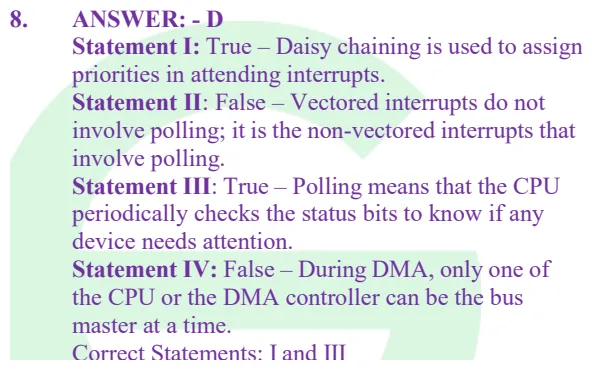 8. ANSWER: - D
Statement I: True – Daisy chaining is used to assign
priorities in attending interrupts.
Statement II: False – Vectored interrupts do not
involve polling; it is the non-vectored interrupts that
involve polling.
Statement III: True – Polling means that the CPU
periodically checks the status bits to know if any
device needs attention.
Statement IV: False – During DMA, only one of
the CPU or the DMA controller can be the bus
master at a time.
Correct Statements: I and III